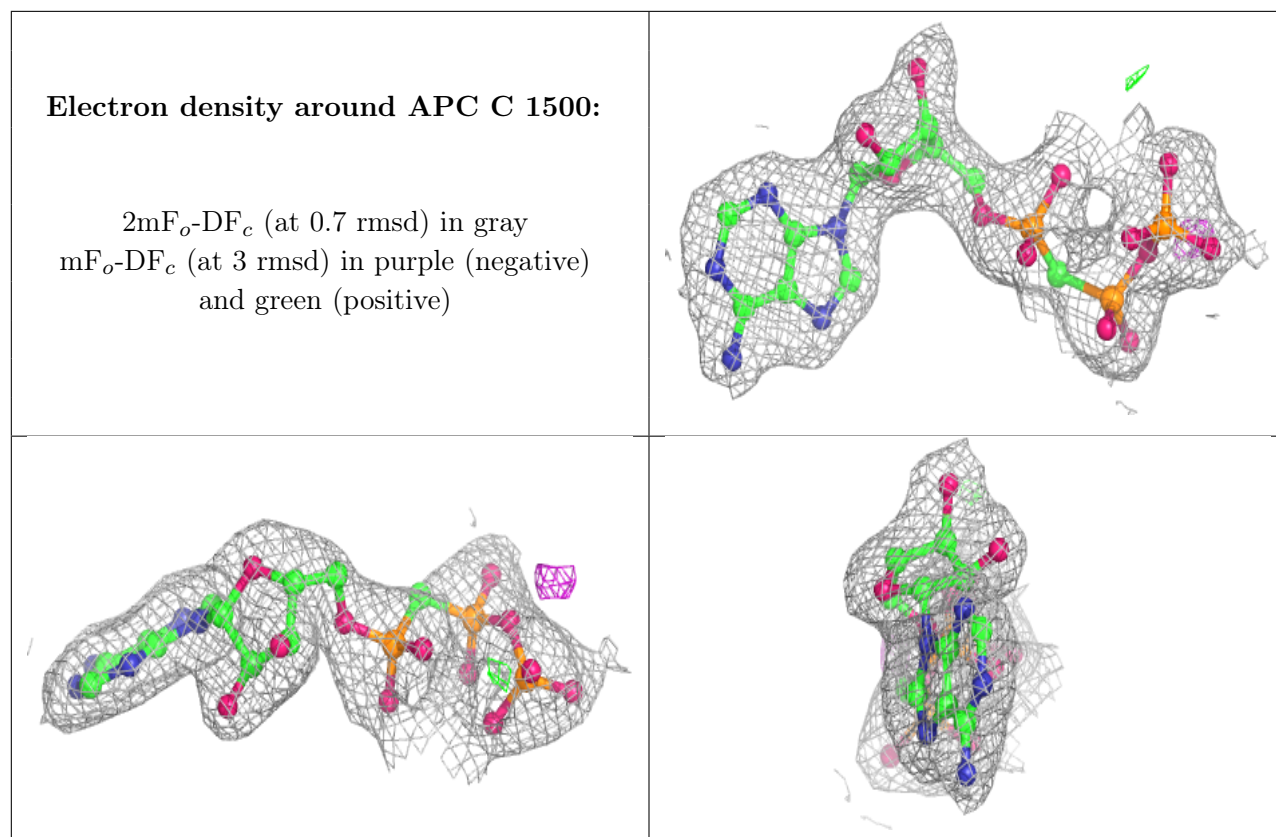 Electron density around APC C 1500:
2mFo-DFc (at 0.7 rmsd) in gray
mFo-DFc (at 3 rmsd) in purple (negative)
and green (positive)